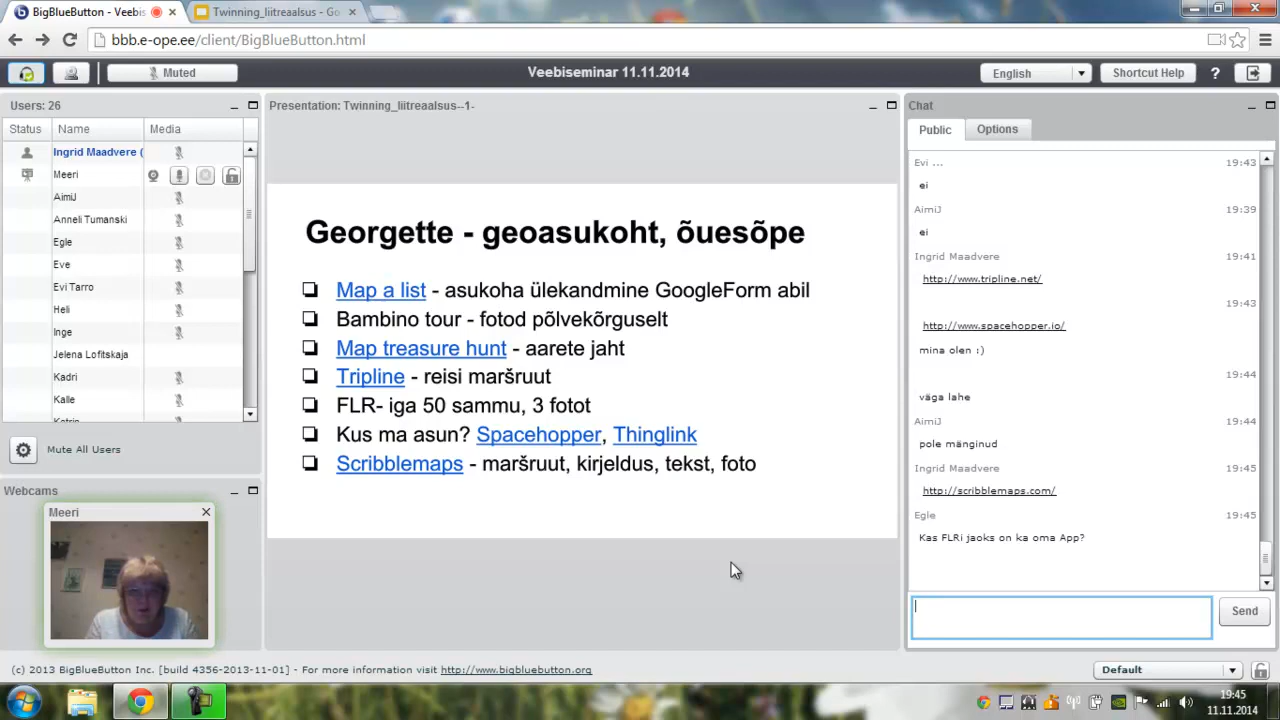 BigBlueButton - Veebis
Twinning_liitreaalsus - Go
bbb.e-ope.ee/client/BigBlueButton.html
Muted
Veebiseminar 11.11.2014
English
Shortcut Help
?
Users: 26
Status Name Media
Ingrid Maadvere (
Meeri
AimiJ
Anneli Tumanski
Egle
Eve
Evi Tarro
Heli
Inge
Jelena Lofitskaja
Kadri
Kalle
Mute All Users
Webcams
Meeri
Presentation: Twinning_liitreaalsus--1-
Georgette - geoasukoht, õuesõpe
Map a list - asukoha ülekandmine GoogleForm abil
Bambino tour - fotod põlvekõrguselt
Map treasure hunt - aarete jaht
Tripline - reisi maršruut
FLR- iga 50 sammu, 3 fotot
Kus ma asun? Spacehopper, Thinglink
Scribblemaps - maršruut, kirjeldus, tekst, foto
Chat
Public Options
Evi ... 19:43
ei
AimiJ 19:39
ei
Ingrid Maadvere 19:41
http://www.tripline.net/
19:43
http://www.spacehopper.io/
mina olen :)
19:44
väga lahe
AimiJ 19:44
pole mänginud
Ingrid Maadvere 19:45
http://scribblemaps.com/
Egle 19:45
Kas FLRi jaoks on ka oma App?
Send
(c) 2013 BigBlueButton Inc. [build 4356-2013-11-01] - For more information visit http://www.bigbluebutton.org
Default
19:45
11.11.2014